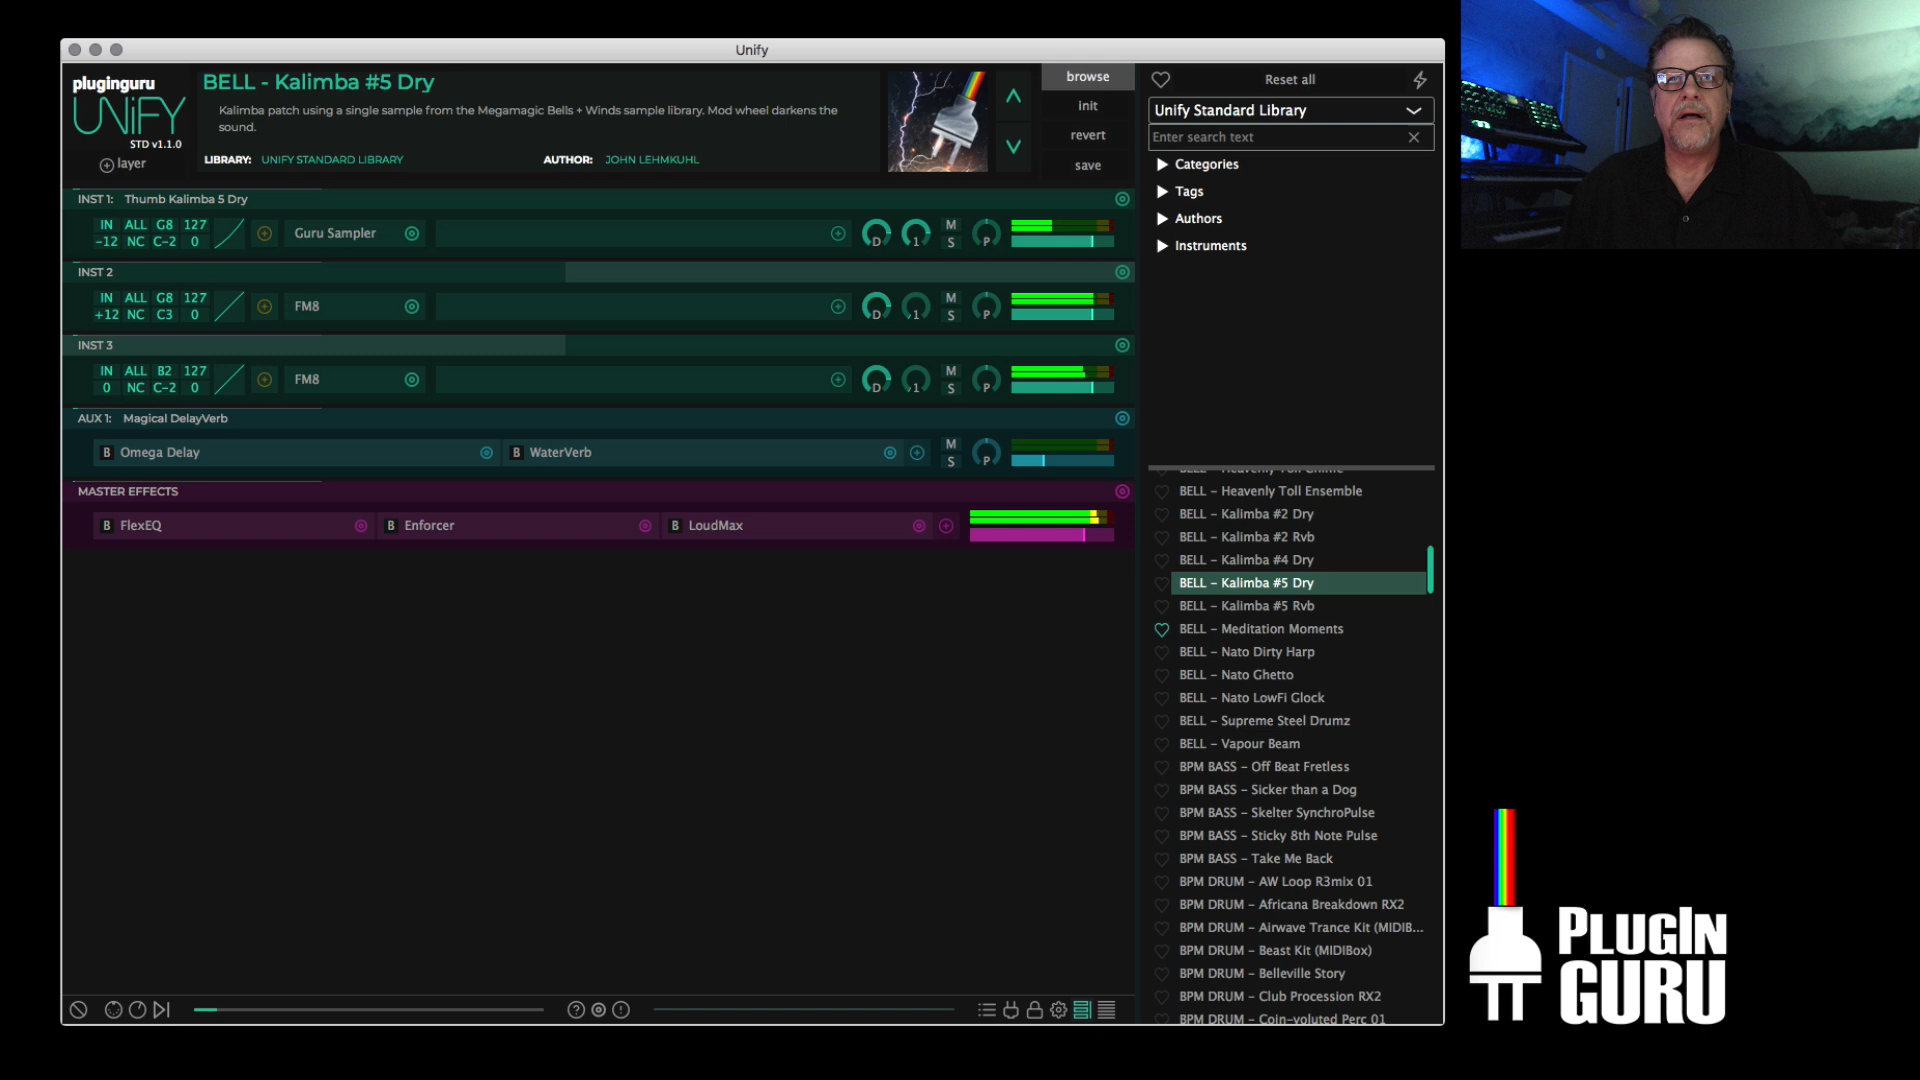 Unify
pluginguru
UNiFY
STD v1.1.0
layer
BELL - Kalimba #5 Dry
Kalimba patch using a single sample from the Megamagic Bells + Winds sample library. Mod wheel darkens the
sound.
LIBRARY: UNIFY STANDARD LIBRARY AUTHOR: JOHN LEHMKUHL
browse
init
revert
save
INST 1: Thumb Kalimba 5 Dry
IN ALL G8 127
-12 NC C-2 0
Guru Sampler
D 1 M S P
INST 2
IN ALL G8 127
+12 NC C3 0
FM8
D 1 M S P
INST 3
IN ALL B2 127
0 NC C-2 0
FM8
D 1 M S P
AUX 1: Magical DelayVerb
B Omega Delay B WaterVerb M S P
MASTER EFFECTS
B FlexEQ B Enforcer B LoudMax
Reset all
Unify Standard Library
Enter search text
Categories
Tags
Authors
Instruments
BELL – Heavenly Toll Ensemble
BELL – Kalimba #2 Dry
BELL – Kalimba #2 Rvb
BELL – Kalimba #4 Dry
BELL – Kalimba #5 Dry
BELL – Kalimba #5 Rvb
BELL – Meditation Moments
BELL – Nato Dirty Harp
BELL – Nato Ghetto
BELL – Nato LowFi Glock
BELL – Supreme Steel Drumz
BELL – Vapour Beam
BPM BASS – Off Beat Fretless
BPM BASS – Sicker than a Dog
BPM BASS – Skelter SynchroPulse
BPM BASS – Sticky 8th Note Pulse
BPM BASS – Take Me Back
BPM DRUM – AW Loop R3mix 01
BPM DRUM – Africana Breakdown RX2
BPM DRUM – Airwave Trance Kit (MIDIB...
BPM DRUM – Beast Kit (MIDIBox)
BPM DRUM – Belleville Story
BPM DRUM – Club Procession RX2
BPM DRUM – Coin-voluted Perc 01
PLUGIN
GURU